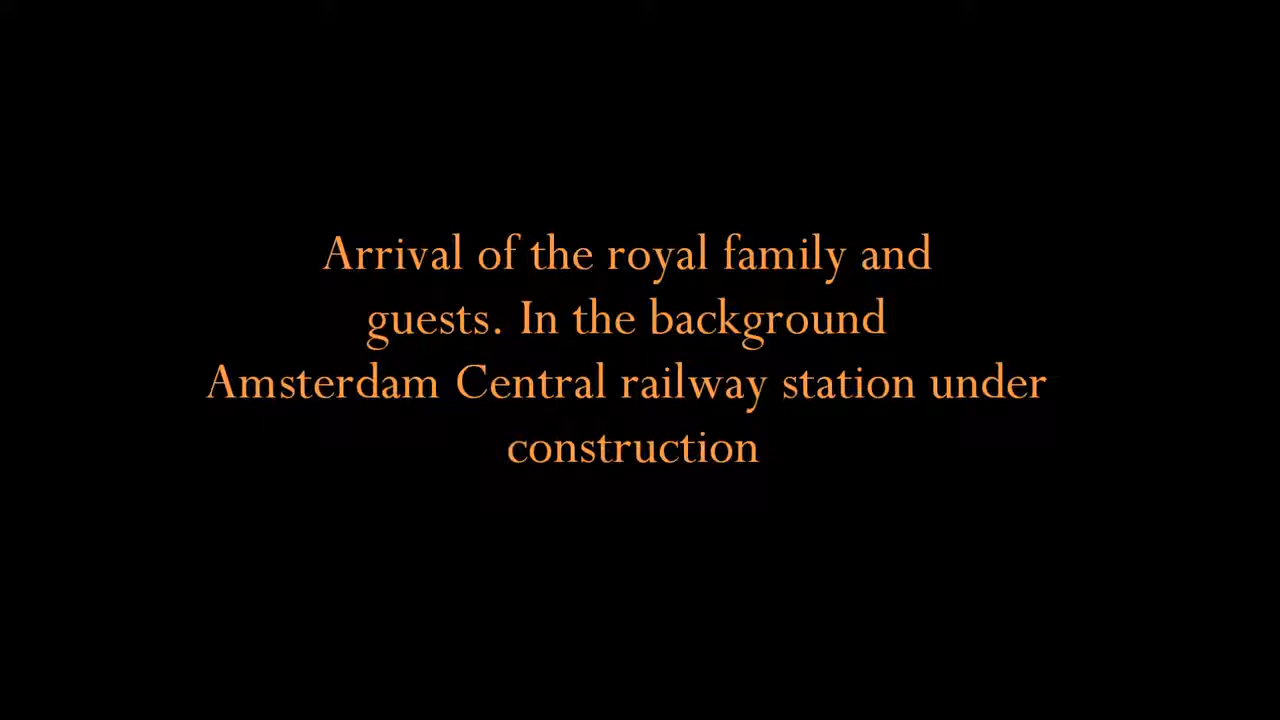 Arrival of the royal family and
guests. In the background
Amsterdam Central railway station under
construction